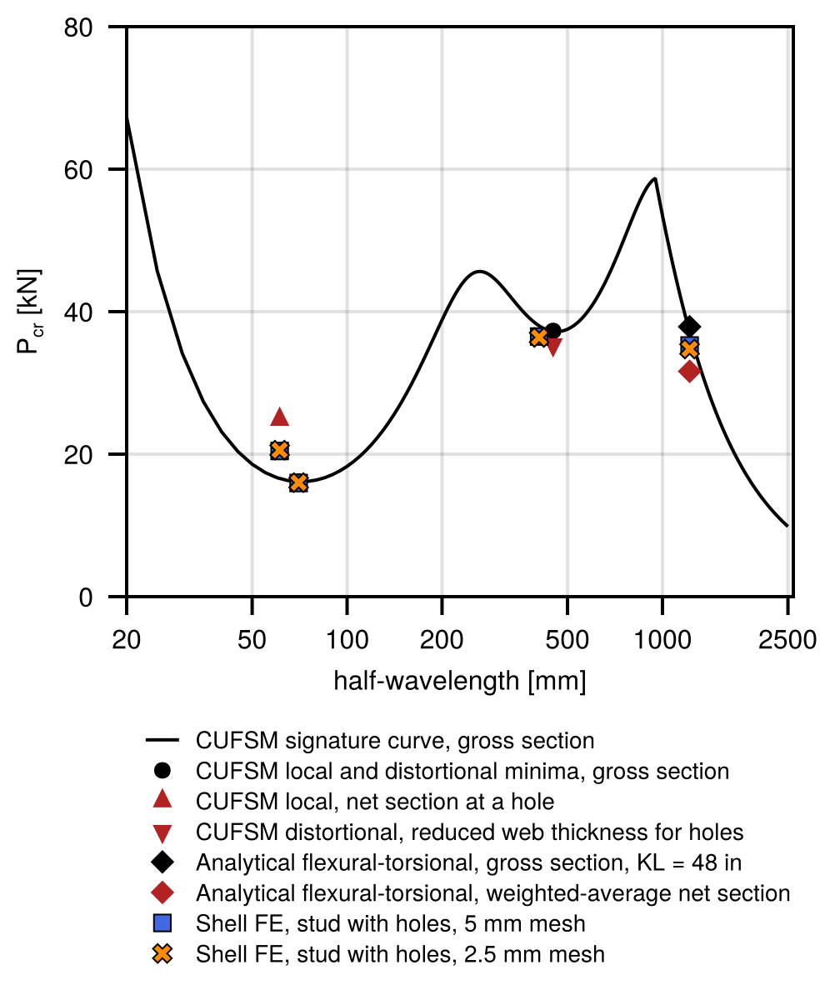 80
60
40
20
0
P_cr [kN]
20 50 100 200 500 1000 2500
half-wavelength [mm]
CUFSM signature curve, gross section
CUFSM local and distortional minima, gross section
CUFSM local, net section at a hole
CUFSM distortional, reduced web thickness for holes
Analytical flexural-torsional, gross section, KL = 48 in
Analytical flexural-torsional, weighted-average net section
Shell FE, stud with holes, 5 mm mesh
Shell FE, stud with holes, 2.5 mm mesh